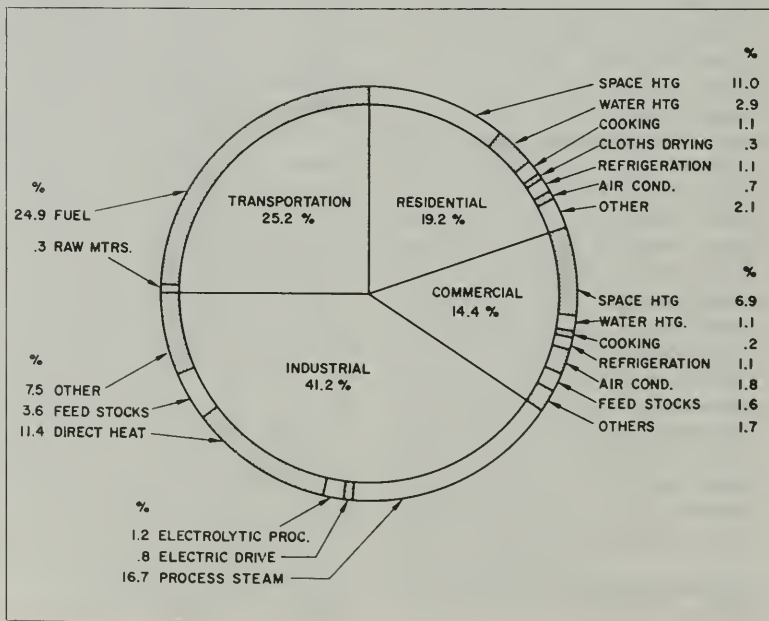 %
SPACE HTG 11.0
WATER HTG 2.9
COOKING 1.1
CLOTHS DRYING .3
REFRIGERATION 1.1
AIR COND. .7
OTHER 2.1
TRANSPORTATION
25.2 %
RESIDENTIAL
19.2 %
%
24.9 FUEL
.3 RAW MTRS.
COMMERCIAL
14.4 %
%
SPACE HTG 6.9
WATER HTG. 1.1
COOKING .2
REFRIGERATION 1.1
AIR COND. 1.8
FEED STOCKS 1.6
OTHERS 1.7
INDUSTRIAL
41.2 %
%
7.5 OTHER
3.6 FEED STOCKS
11.4 DIRECT HEAT
%
1.2 ELECTROLYTIC PROC.
.8 ELECTRIC DRIVE
16.7 PROCESS STEAM